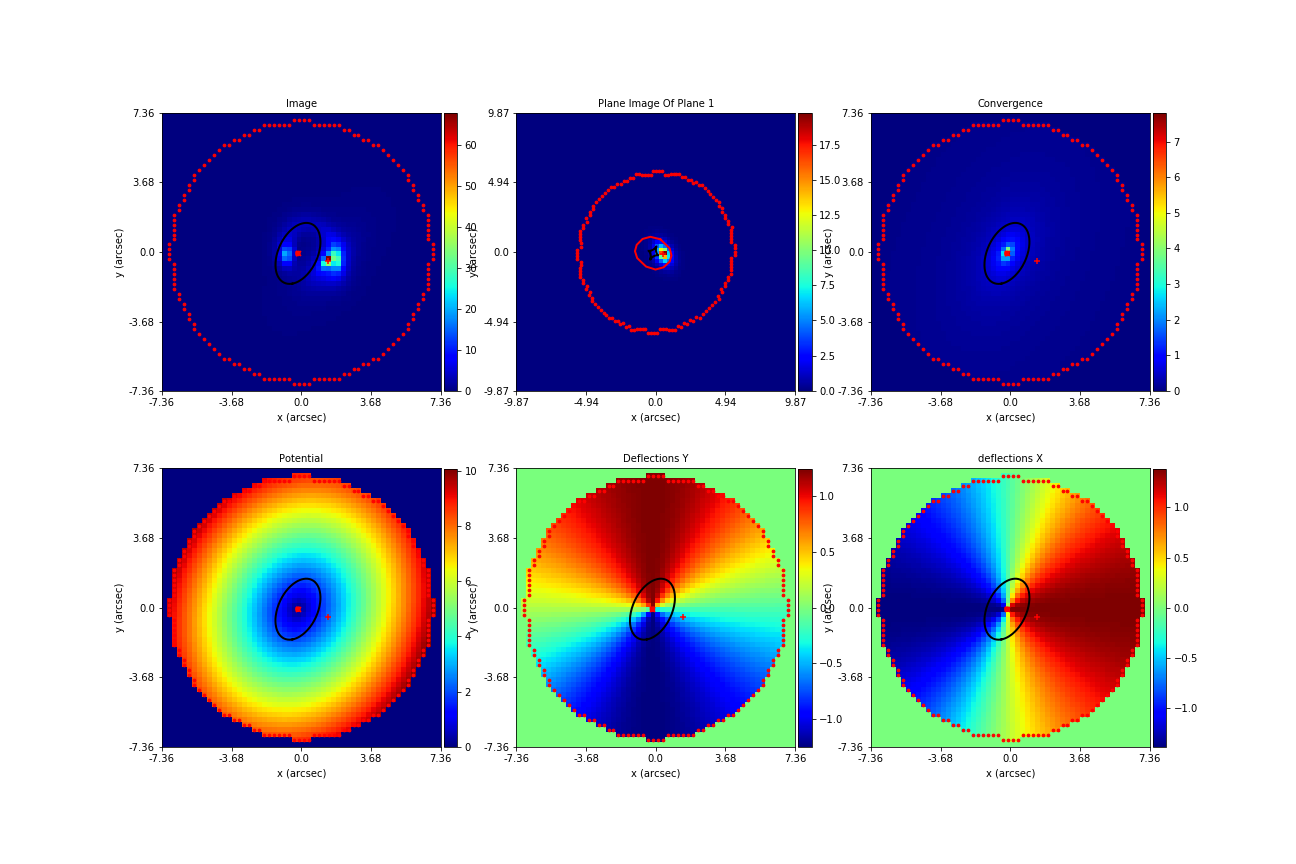 Image
7.36
3.68
0.0
-3.68
-7.36
y (arcsec)
-7.36 -3.68 0.0 3.68 7.36
x (arcsec)
60
50
40
30
20
10
0
Plane Image Of Plane 1
9.87
4.94
0.0
-4.94
-9.87
y (arcsec)
-9.87 -4.94 0.0 4.94 9.87
x (arcsec)
17.5
15.0
12.5
10.0
7.5
5.0
2.5
0.0
Convergence
7.36
3.68
0.0
-3.68
-7.36
y (arcsec)
-7.36 -3.68 0.0 3.68 7.36
x (arcsec)
7
6
5
4
3
2
1
0
Potential
7.36
3.68
0.0
-3.68
-7.36
y (arcsec)
-7.36 -3.68 0.0 3.68 7.36
x (arcsec)
10
8
6
4
2
0
Deflections Y
7.36
3.68
0.0
-3.68
-7.36
y (arcsec)
-7.36 -3.68 0.0 3.68 7.36
x (arcsec)
1.0
0.5
0.0
−0.5
−1.0
deflections X
7.36
3.68
0.0
-3.68
-7.36
y (arcsec)
-7.36 -3.68 0.0 3.68 7.36
x (arcsec)
1.0
0.5
0.0
−0.5
−1.0